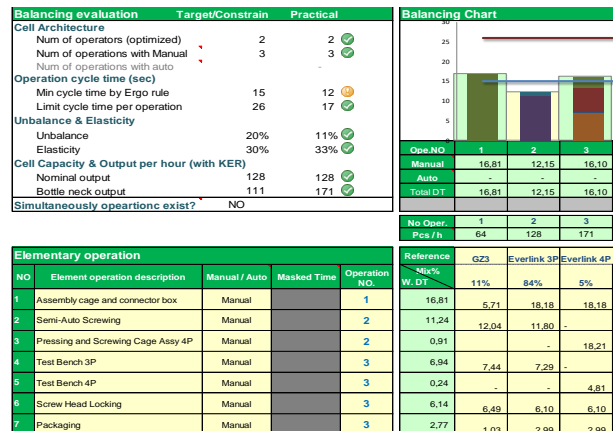 Balancing evaluation Target/Constrain Practical
Cell Architecture
Num of operators (optimized) 2 2
Num of operations with Manual 3 3
Num of operations with auto -
Operation cycle time (sec)
Min cycle time by Ergo rule 15 12
Limit cycle time per operation 26 17
Unbalance & Elasticity
Unbalance 20% 11%
Elasticity 30% 33%
Cell Capacity & Output per hour (with KER)
Nominal output 128 128
Bottle neck output 111 171
Simultaneously opeartionc exist? NO
Balancing Chart
30
25
20
15
10
5
0
Ope.NO 1 2 3
Manual 16,81 12,15 16,10
Auto - - -
Total DT 16,81 12,15 16,10
No Oper. 1 2 3
Pcs / h 64 128 171
Elementary operation
NO Element operation description Manual / Auto Masked Time Operation NO.
1 Assembly cage and connector box Manual 1
2 Semi-Auto Screwing Manual 2
3 Pressing and Screwing Cage Assy 4P Manual 2
4 Test Bench 3P Manual 3
5 Test Bench 4P Manual 3
6 Screw Head Locking Manual 3
7 Packaging Manual 3
Reference GZ3 Everlink 3P Everlink 4P
Mix%
W. DT 11% 84% 5%
16,81 5,71 18,18 18,18
11,24 12,04 11,80 -
0,91 - 18,21
6,94 7,44 7,29 -
0,24 - - 4,81
6,14 6,49 6,10 6,10
2,77 1,03 2,99 2,99